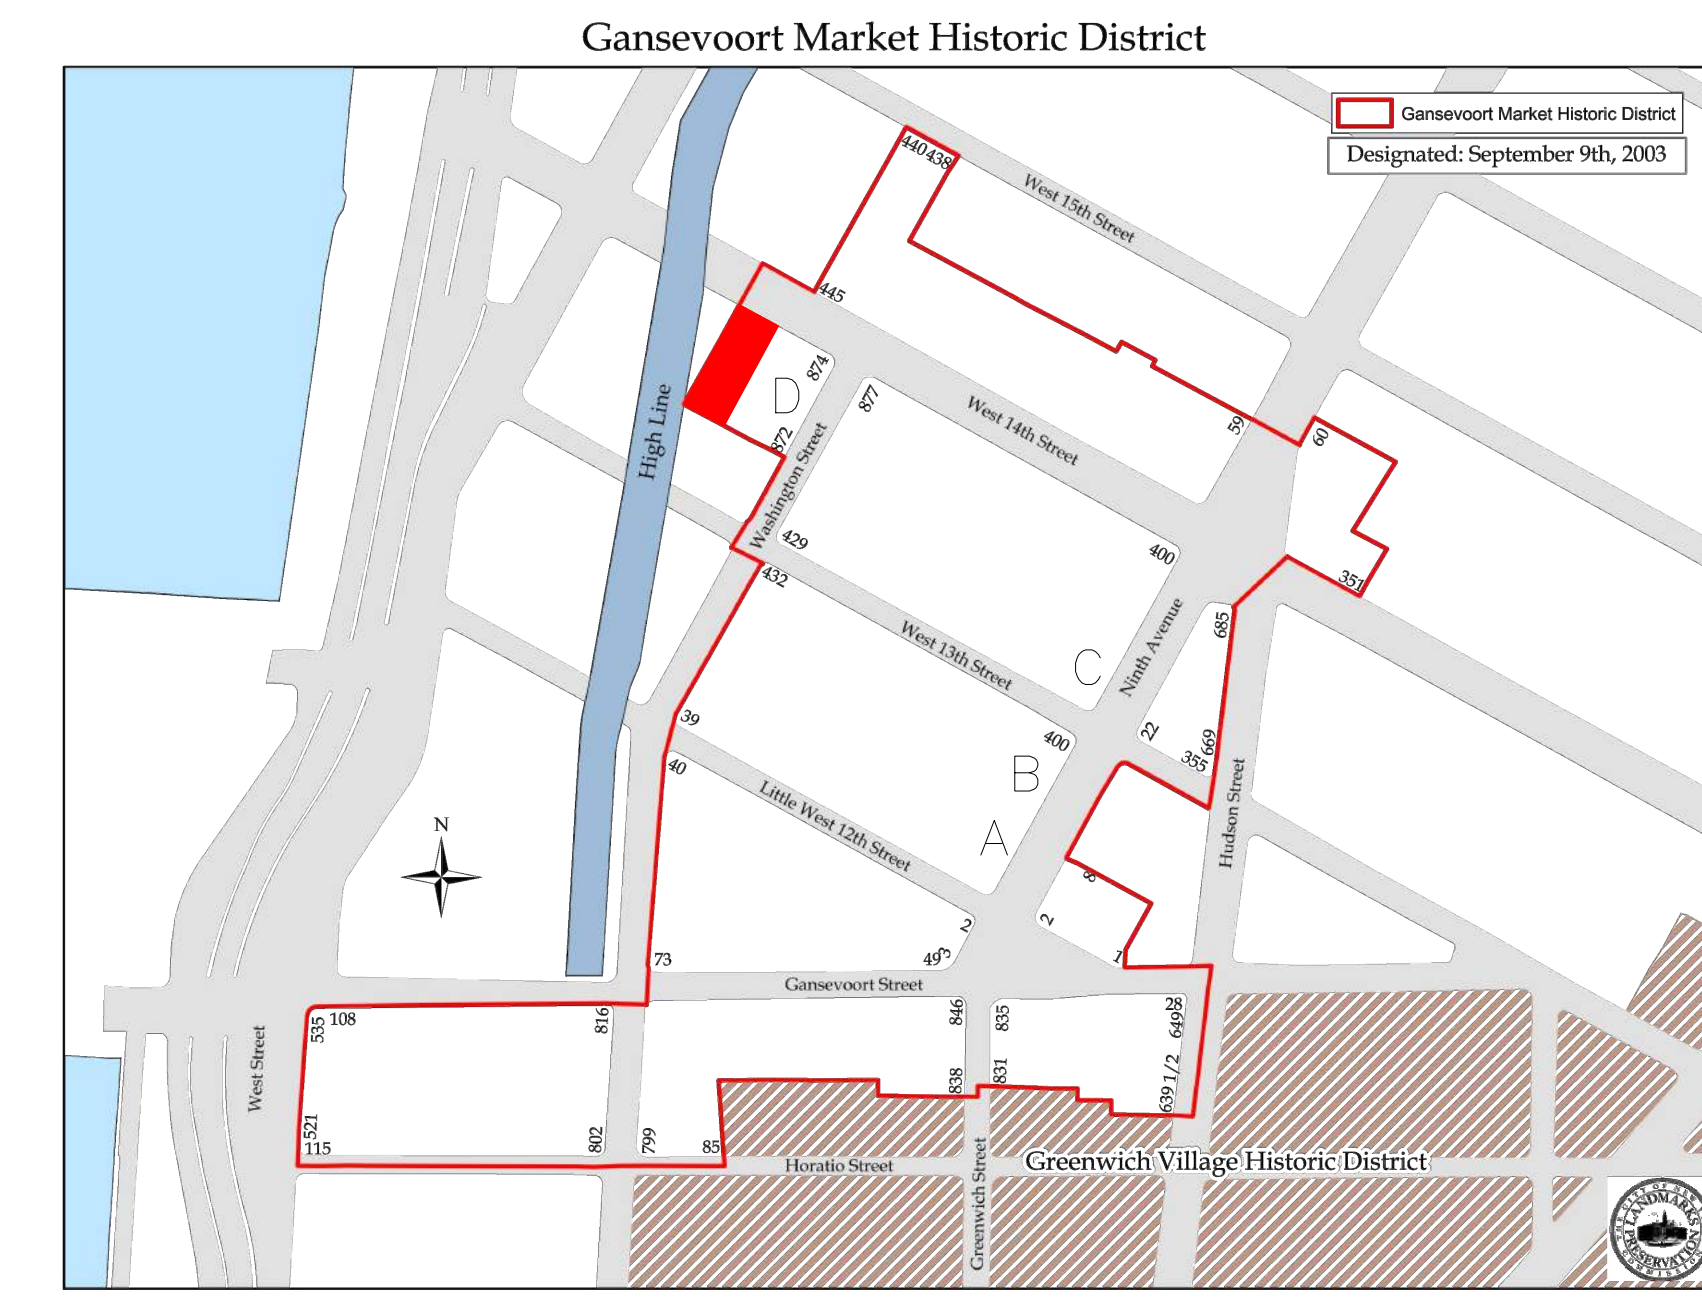 Gansevoort Market Historic District
Gansevoort Market Historic District
Designated: September 9th, 2003
440
438
West 15th Street
445
874
D
877
872
High Line
Washington Street
West 14th Street
59
60
429
432
400
351
West 13th Street
C
Ninth Avenue
685
39
40
400
B
22
355
669
Little West 12th Street
A
Hudson Street
N
8
2
2
1
73
49
3
Gansevoort Street
535
108
816
846
835
28
649
West Street
521
115
802
799
85
838
831
639 1/2
Horatio Street
Greenwich Street
Greenwich Village Historic District
LANDMARKS
PRESERVATION
COMMISSION